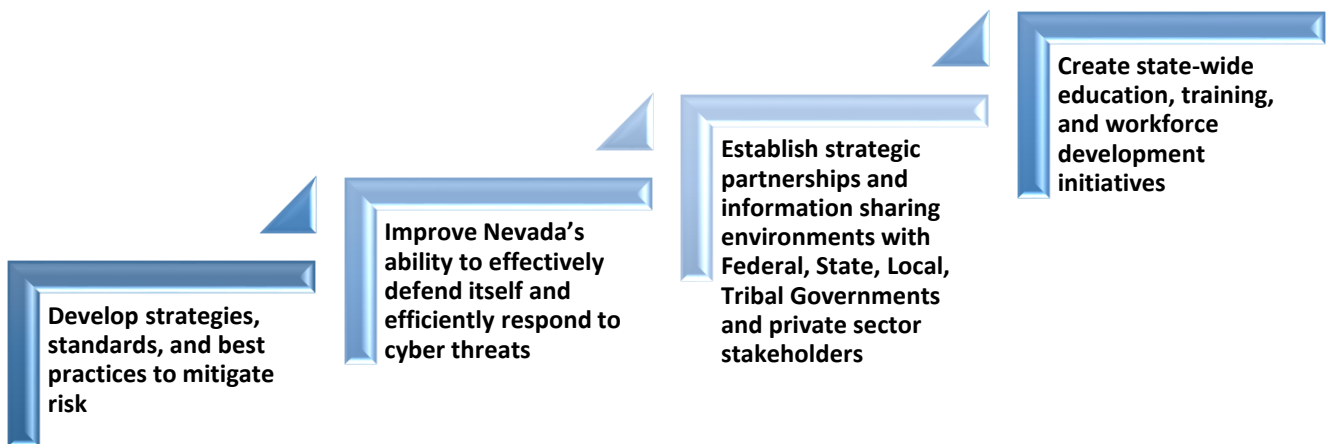 Develop strategies,
standards, and best
practices to mitigate
risk
Improve Nevada’s
ability to effectively
defend itself and
efficiently respond to
cyber threats
Establish strategic
partnerships and
information sharing
environments with
Federal, State, Local,
Tribal Governments
and private sector
stakeholders
Create state-wide
education, training,
and workforce
development
initiatives